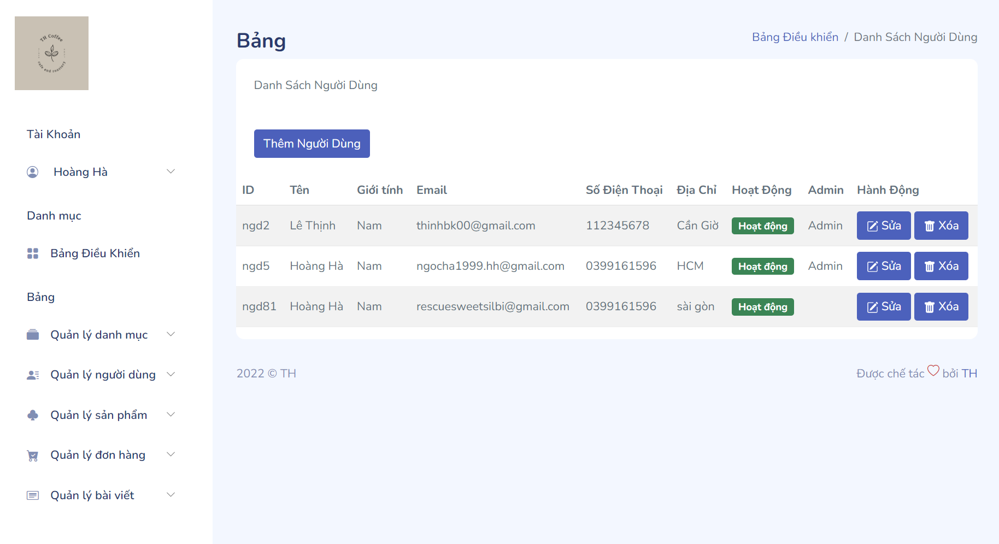 TH Coffee
cafe and roastery
Tài Khoản
Hoàng Hà
Danh mục
Bảng Điều Khiển
Bảng
Quản lý danh mục
Quản lý người dùng
Quản lý sản phẩm
Quản lý đơn hàng
Quản lý bài viết
Bảng
Bảng Điều khiển / Danh Sách Người Dùng
Danh Sách Người Dùng
Thêm Người Dùng
ID Tên Giới tính Email Số Điện Thoại Địa Chỉ Hoạt Động Admin Hành Động
ngd2 Lê Thịnh Nam thinhbk00@gmail.com 112345678 Cần Giờ Hoạt động Admin Sửa Xóa
ngd5 Hoàng Hà Nam ngocha1999.hh@gmail.com 0399161596 HCM Hoạt động Admin Sửa Xóa
ngd81 Hoàng Hà Nam rescuesweetsilbi@gmail.com 0399161596 sài gòn Hoạt động Sửa Xóa
2022 © TH
Được chế tác bởi TH